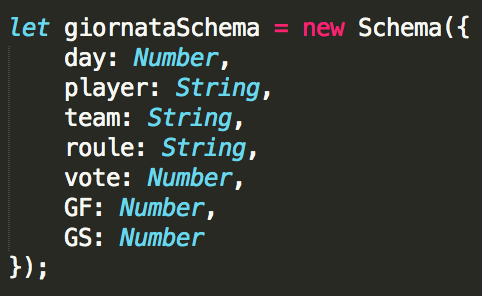 let giornataSchema = new Schema({
    day: Number,
    player: String,
    team: String,
    roule: String,
    vote: Number,
    GF: Number,
    GS: Number
});